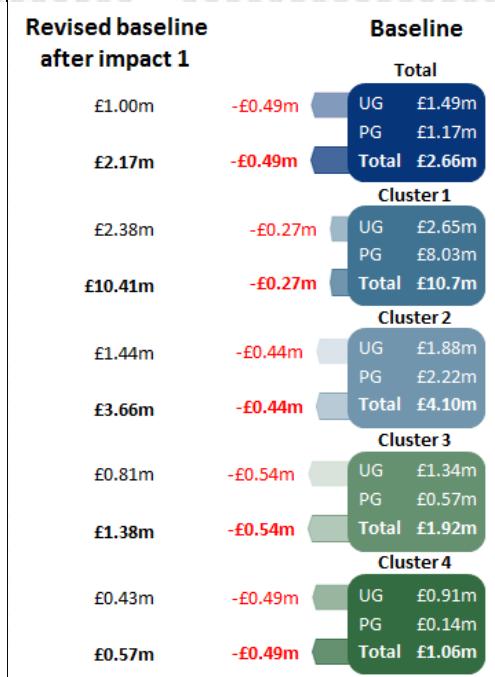 Revised baseline after impact 1
Baseline
Total
£1.00m -£0.49m UG £1.49m
PG £1.17m
£2.17m -£0.49m Total £2.66m
Cluster 1
£2.38m -£0.27m UG £2.65m
PG £8.03m
£10.41m -£0.27m Total £10.7m
Cluster 2
£1.44m -£0.44m UG £1.88m
PG £2.22m
£3.66m -£0.44m Total £4.10m
Cluster 3
£0.81m -£0.54m UG £1.34m
PG £0.57m
£1.38m -£0.54m Total £1.92m
Cluster 4
£0.43m -£0.49m UG £0.91m
PG £0.14m
£0.57m -£0.49m Total £1.06m